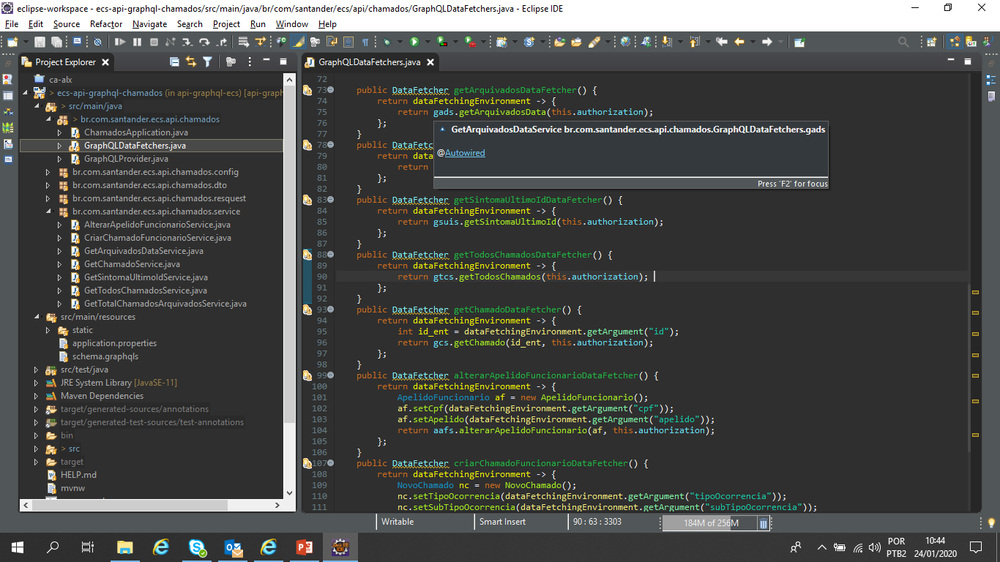 eclipse-workspace - ecs-api-graphql-chamados/src/main/java/br/com/santander/ecs/api/chamados/GraphQLDataFetchers.java - Eclipse IDE
File Edit Source Refactor Navigate Search Project Run Window Help
Project Explorer
ca-alx
> ecs-api-graphql-chamados (in api-graphql-ecs) [api-graph
> src/main/java
> br.com.santander.ecs.api.chamados
ChamadosApplication.java
GraphQLDataFetchers.java
GraphQLProvider.java
br.com.santander.ecs.api.chamados.config
br.com.santander.ecs.api.chamados.dto
br.com.santander.ecs.api.chamados.resquest
br.com.santander.ecs.api.chamados.service
AlterarApelidoFuncionarioService.java
CriarChamadoFuncionarioService.java
GetArquivadosDataService.java
GetChamadoService.java
GetSintomaUltimoIdService.java
GetTodosChamadosService.java
GetTotalChamadosArquivadosService.java
src/main/resources
static
application.properties
schema.graphqls
src/test/java
JRE System Library [JavaSE-11]
Maven Dependencies
target/generated-sources/annotations
target/generated-test-sources/test-annotations
bin
> src
target
HELP.md
mvnw
GraphQLDataFetchers.java
72
73 public DataFetcher getArquivadosDataFetcher() {
74 return dataFetchingEnvironment -> {
75 return gads.getArquivadosData(this.authorization);
76 };
77 }
78 public DataFetc
79 return data
80 return
81 };
82 }
GetArquivadosDataService br.com.santander.ecs.api.chamados.GraphQLDataFetchers.gads
@Autowired
Press 'F2' for focus
83 public DataFetcher getSintomaUltimoIdDataFetcher() {
84 return dataFetchingEnvironment -> {
85 return gsuis.getSintomaUltimoId(this.authorization);
86 };
87 }
88 public DataFetcher getTodosChamadosDataFetcher() {
89 return dataFetchingEnvironment -> {
90 return gtcs.getTodosChamados(this.authorization);
91 };
92 }
93 public DataFetcher getChamadoDataFetcher() {
94 return dataFetchingEnvironment -> {
95 int id_ent = dataFetchingEnvironment.getArgument("id");
96 return gcs.getChamado(id_ent, this.authorization);
97 };
98 }
99 public DataFetcher alterarApelidoFuncionarioDataFetcher() {
100 return dataFetchingEnvironment -> {
101 ApelidoFuncionario af = new ApelidoFuncionario();
102 af.setCpf(dataFetchingEnvironment.getArgument("cpf"));
103 af.setApelido(dataFetchingEnvironment.getArgument("apelido"));
104 return aafs.alterarApelidoFuncionario(af, this.authorization);
105 };
106 }
107 public DataFetcher criarChamadoFuncionarioDataFetcher() {
108 return dataFetchingEnvironment -> {
109 NovoChamado nc = new NovoChamado();
110 nc.setTipoOcorrencia(dataFetchingEnvironment.getArgument("tipoOcorrencia"));
111 nc.setSubTipoOcorrencia(dataFetchingEnvironment.getArgument("subTipoOcorrencia"));
Writable
Smart Insert
90 : 63 : 3303
184M of 256M
POR
PTB2
10:44
24/01/2020